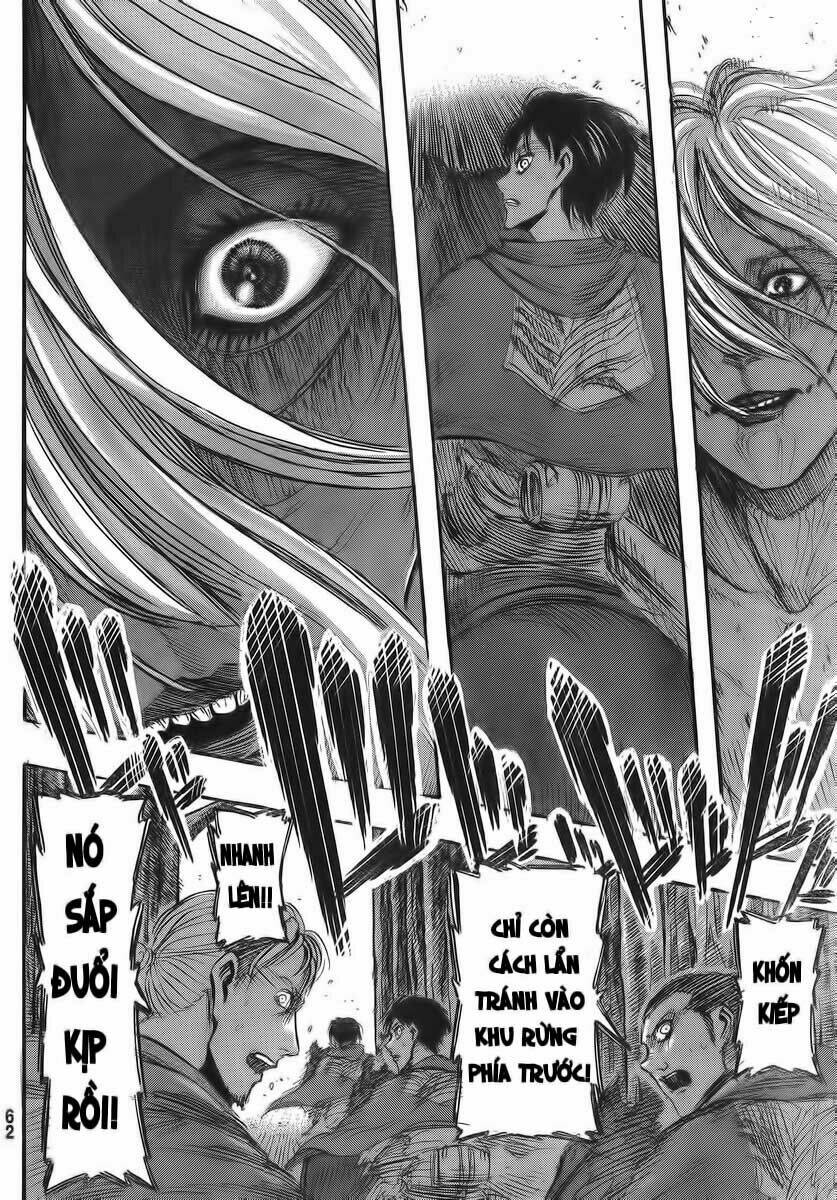 KHỐN
KIẾP
CHỈ CÒN
CÁCH LẨN
TRÁNH VÀO
KHU RỪNG
PHÍA TRƯỚC!
NHANH
LÊN!!
NÓ
SẮP
ĐUỔI
KỊP
RỒI!!
62